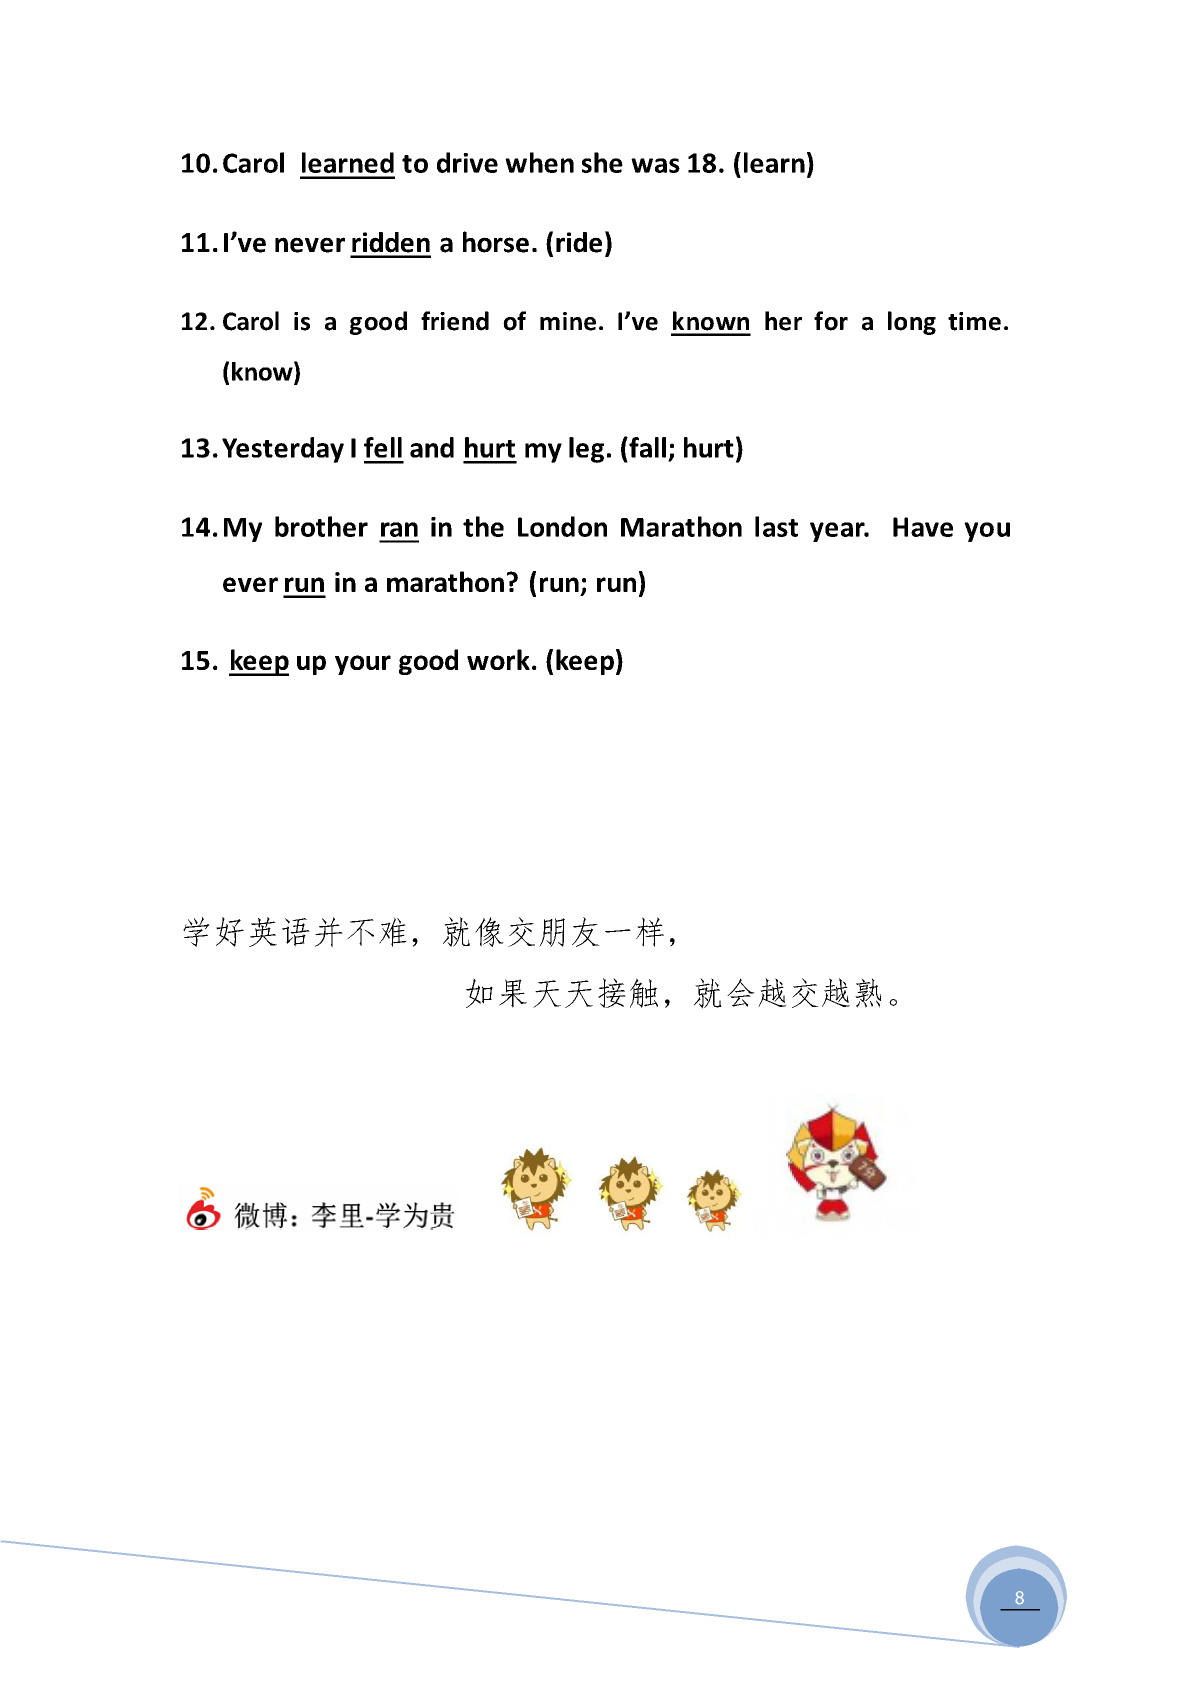 10. Carol learned to drive when she was 18. (learn)
11. I’ve never ridden a horse. (ride)
12. Carol is a good friend of mine. I’ve known her for a long time.
(know)
13. Yesterday I fell and hurt my leg. (fall; hurt)
14. My brother ran in the London Marathon last year. Have you
ever run in a marathon? (run; run)
15. keep up your good work. (keep)
学好英语并不难，就像交朋友一样，
如果天天接触，就会越交越熟。
微博：李里-学为贵
8